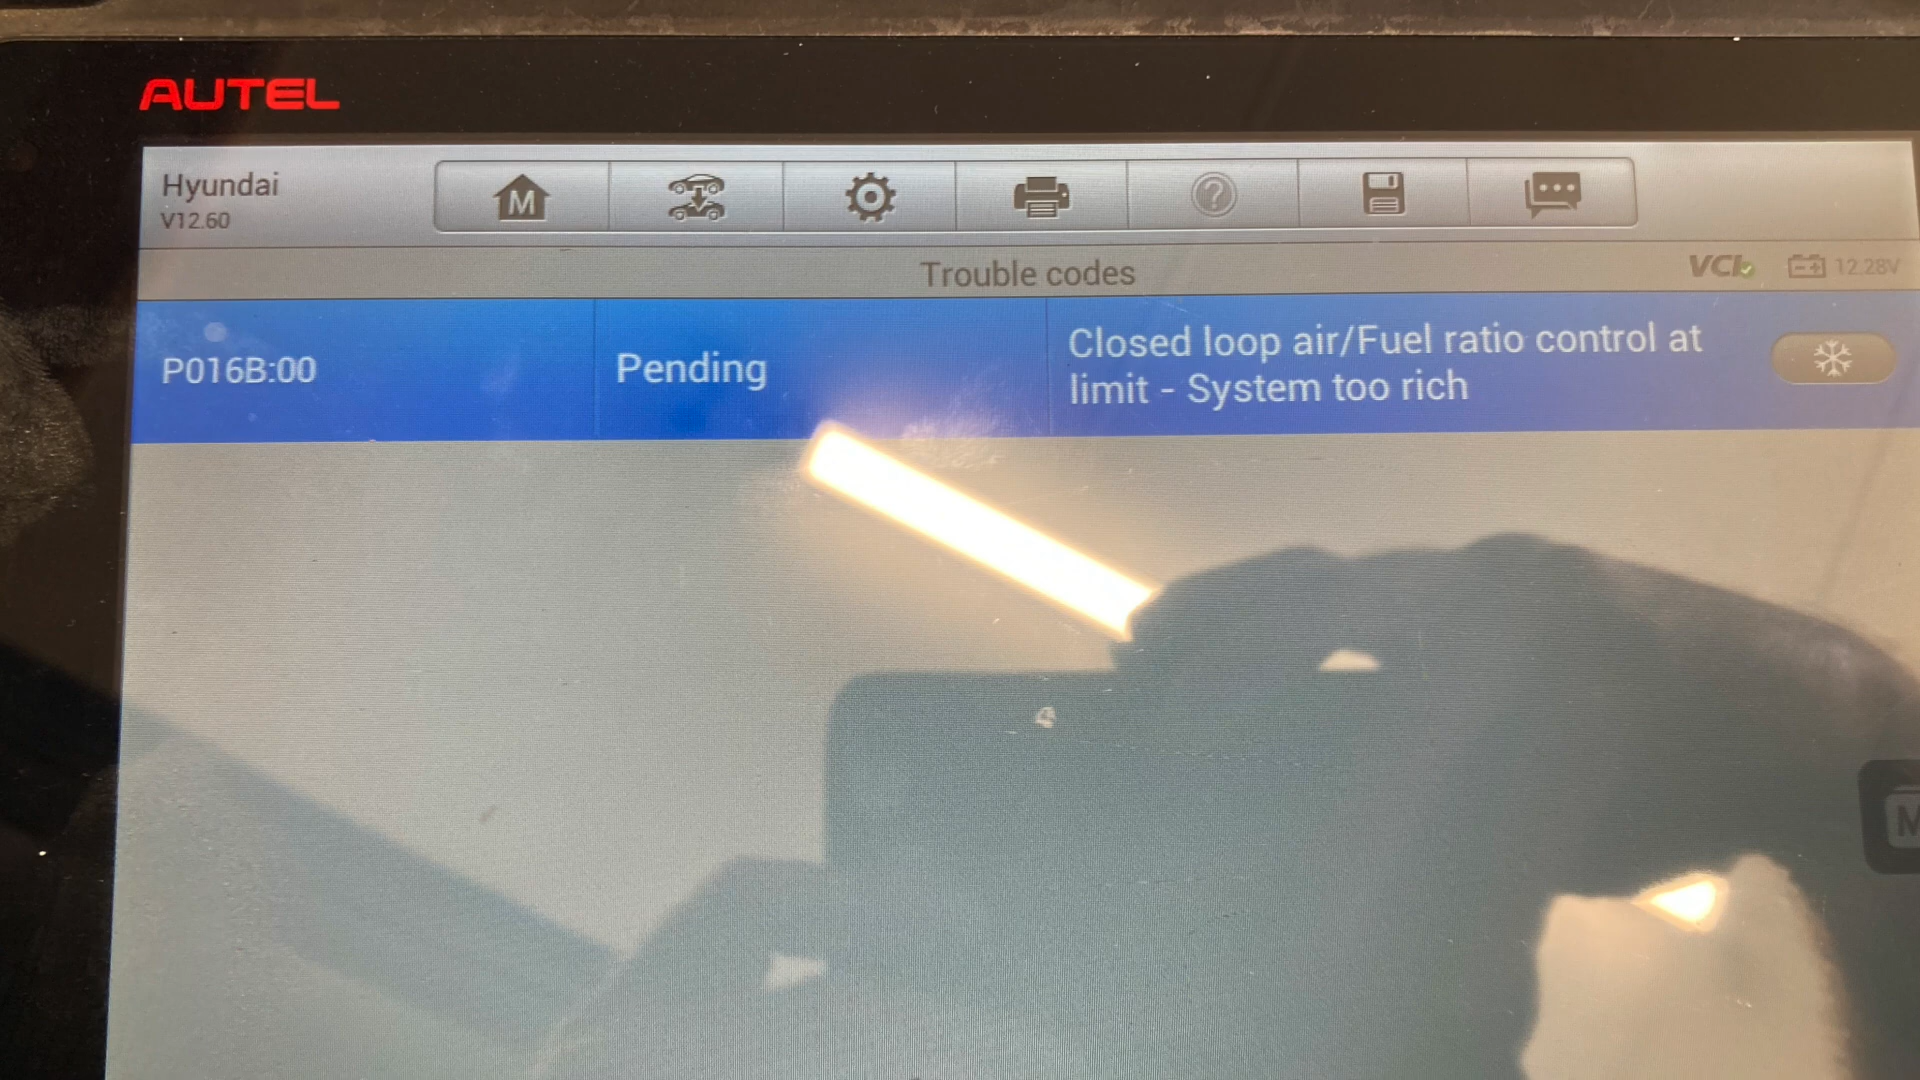 AUTEL
Hyundai
V12.60
M
?
Trouble codes
VCI
12.28V
P016B:00
Pending
Closed loop air/Fuel ratio control at
limit - System too rich
M